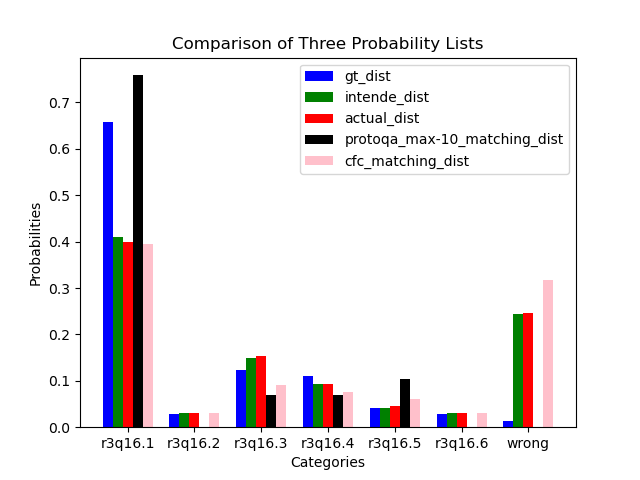 Comparison of Three Probability Lists
gt_dist
intende_dist
actual_dist
protoqa_max-10_matching_dist
cfc_matching_dist
Probabilities
0.7
0.6
0.5
0.4
0.3
0.2
0.1
0.0
r3q16.1 r3q16.2 r3q16.3 r3q16.4 r3q16.5 r3q16.6 wrong
Categories